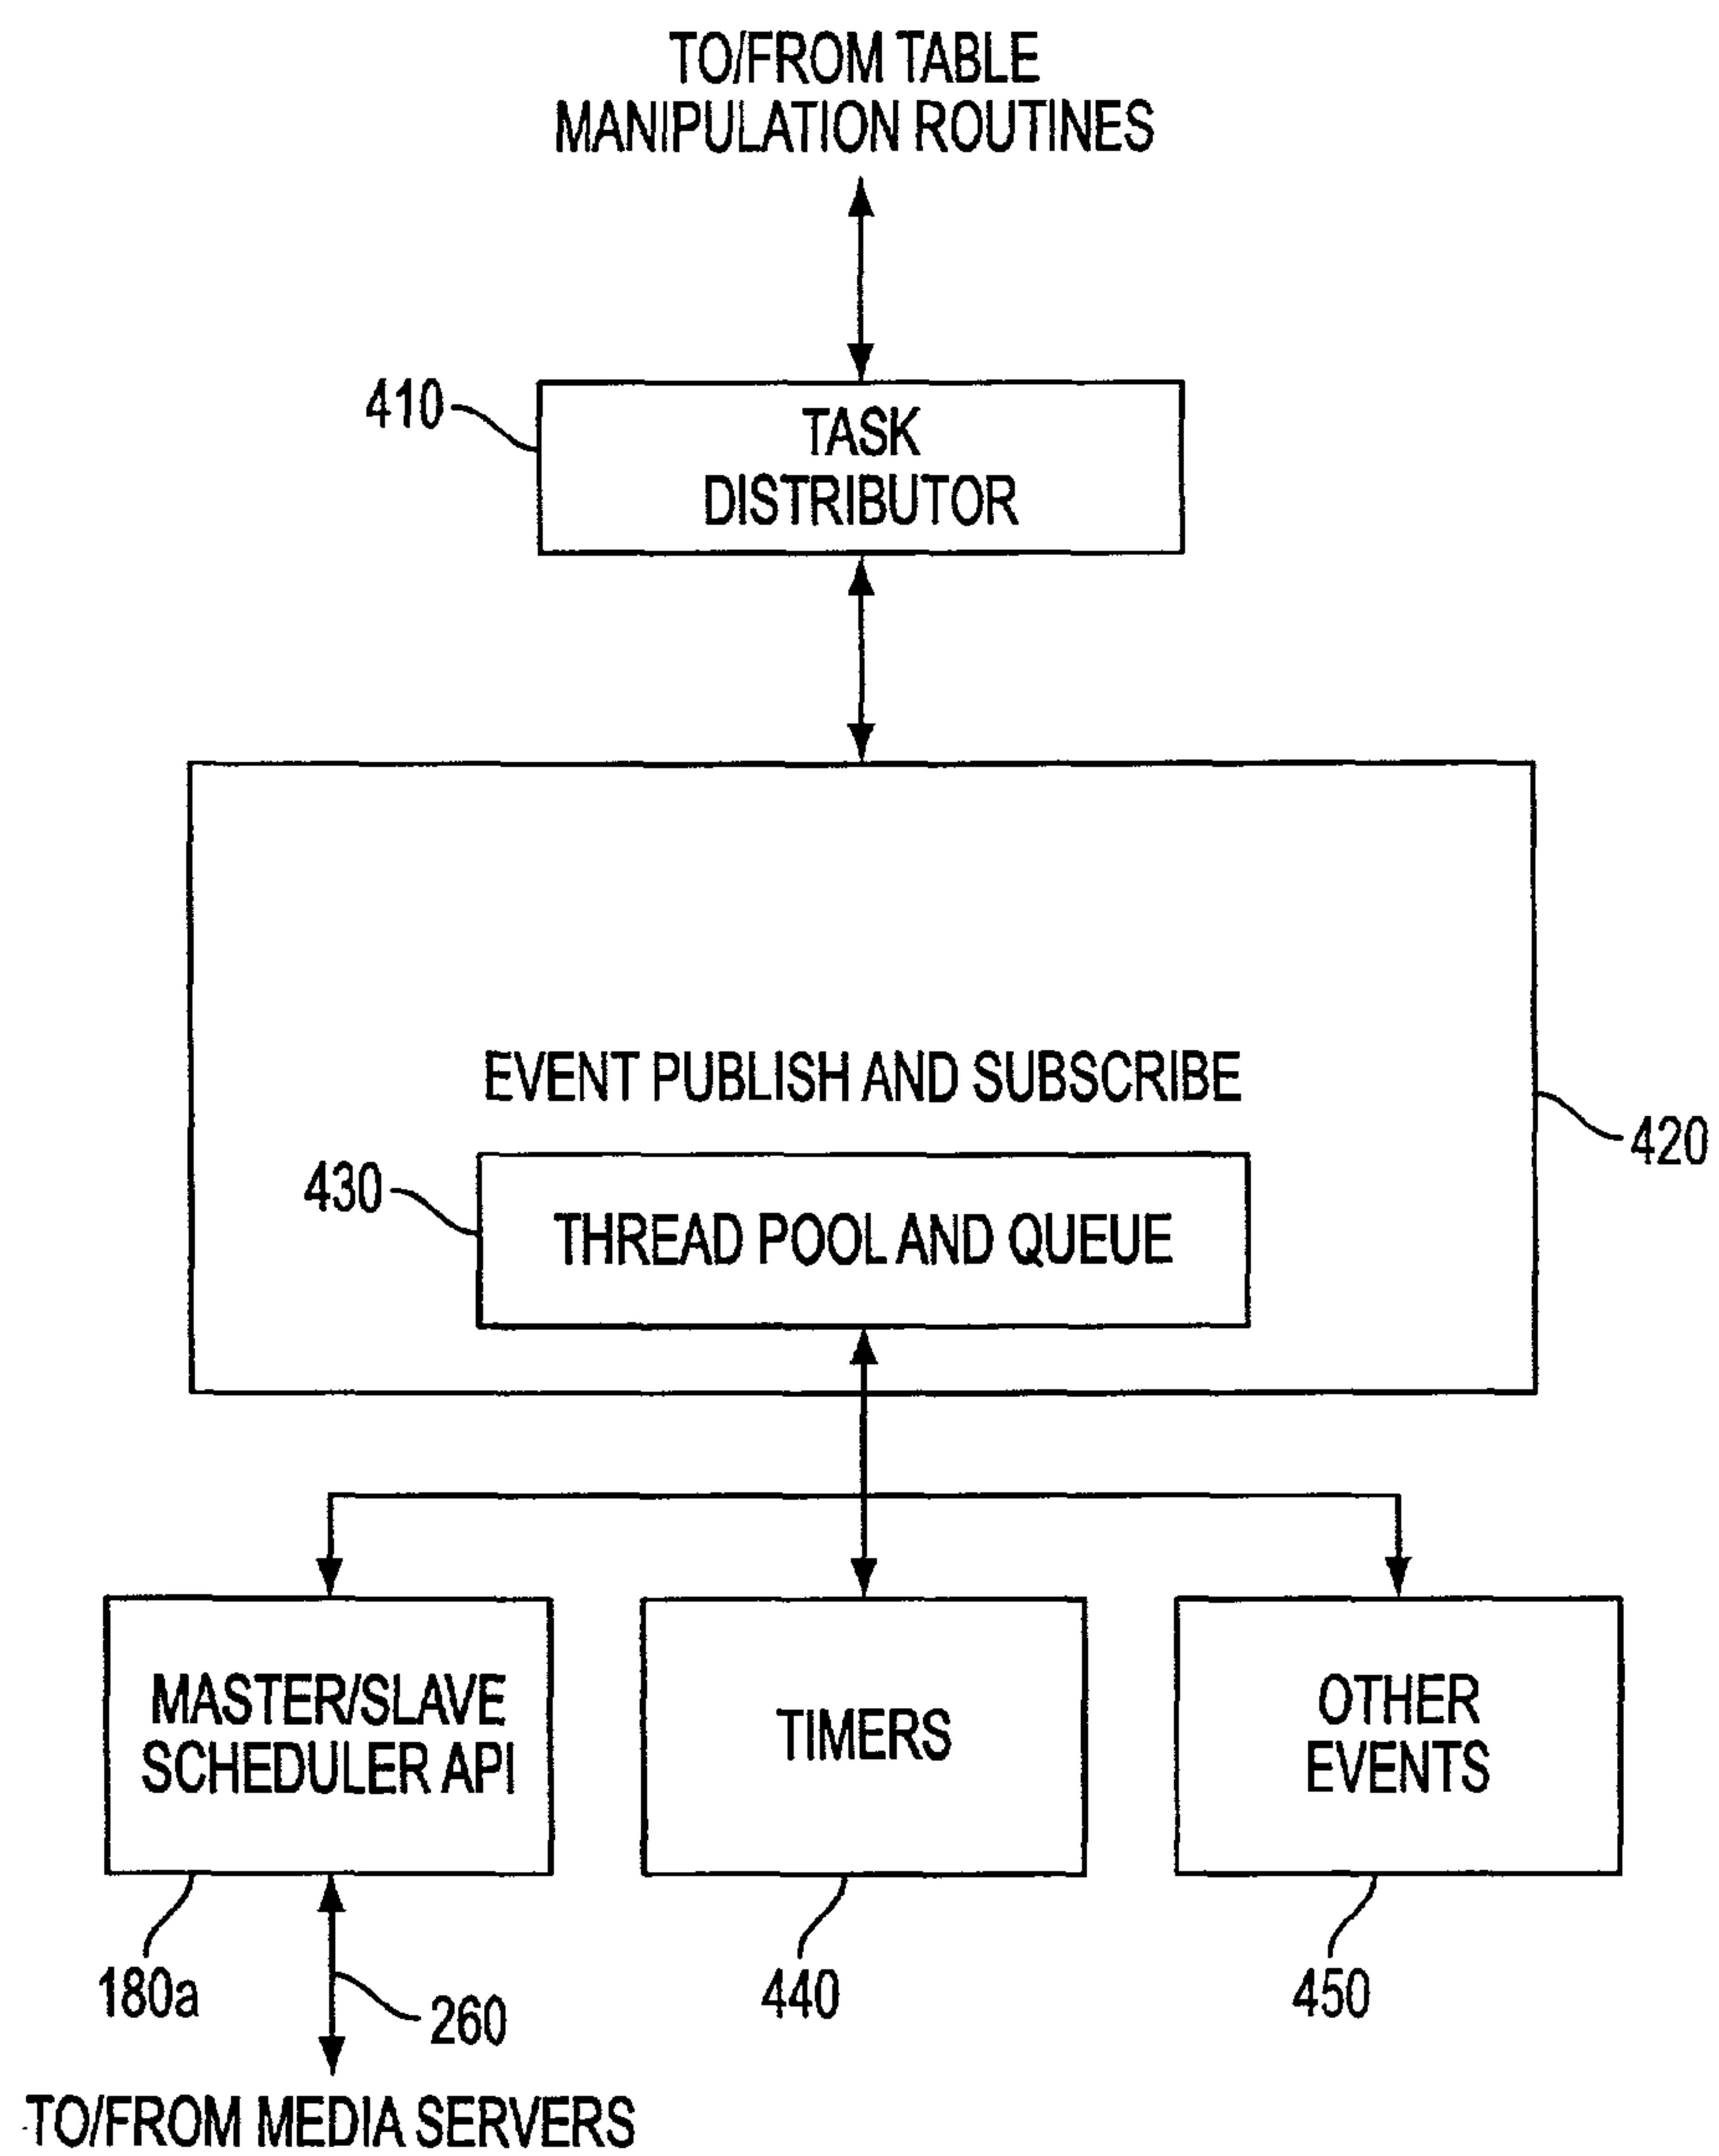 TO/FROM TABLE
MANIPULATION ROUTINES
410
TASK
DISTRIBUTOR
EVENT PUBLISH AND SUBSCRIBE
420
430
THREAD POOL AND QUEUE
MASTER/SLAVE
SCHEDULER API
TIMERS
OTHER
EVENTS
180a
260
440
450
TO/FROM MEDIA SERVERS